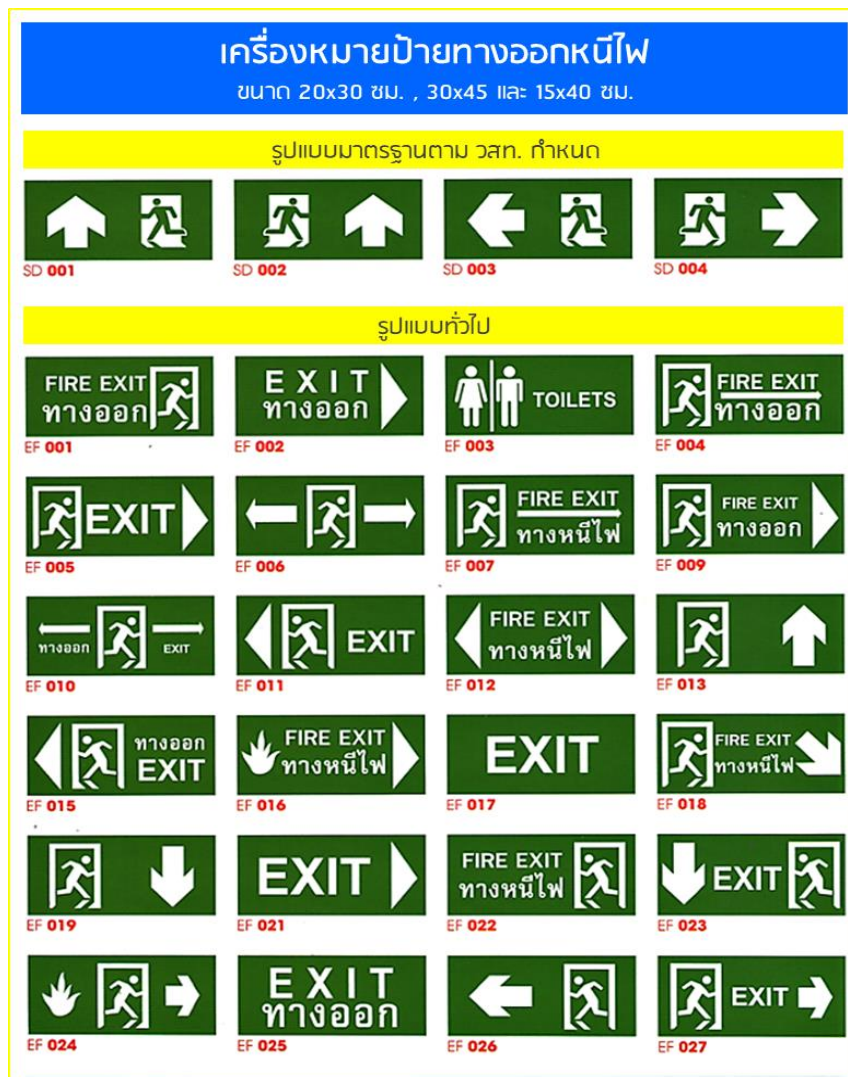 เครื่องหมายป้ายทางออกหนีไฟ
ขนาด 20x30 ซม. , 30x45 และ 15x40 ซม.
รูปแบบมาตรฐานตาม วสท. กำหนด
SD 001
SD 002
SD 003
SD 004
รูปแบบทั่วไป
FIRE EXIT
ทางออก
EF 001
EXIT
ทางออก
EF 002
TOILETS
EF 003
FIRE EXIT
ทางออก
EF 004
EXIT
EF 005
EF 006
FIRE EXIT
ทางหนีไฟ
EF 007
FIRE EXIT
ทางออก
EF 009
ทางออก
EXIT
EF 010
EXIT
EF 011
FIRE EXIT
ทางหนีไฟ
EF 012
EF 013
ทางออก
EXIT
EF 015
FIRE EXIT
ทางหนีไฟ
EF 016
EXIT
EF 017
FIRE EXIT
ทางหนีไฟ
EF 018
EF 019
EXIT
EF 021
FIRE EXIT
ทางหนีไฟ
EF 022
EXIT
EF 023
EF 024
EXIT
ทางออก
EF 025
EF 026
EXIT
EF 027